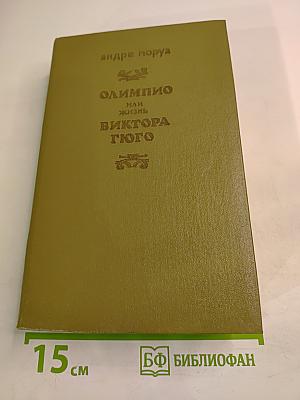 андре моруа
ОЛИМПИО
ИЛИ
ЖИЗНЬ
ВИКТОРА
ГЮГО
15 см
БФ БИБЛИОФАН